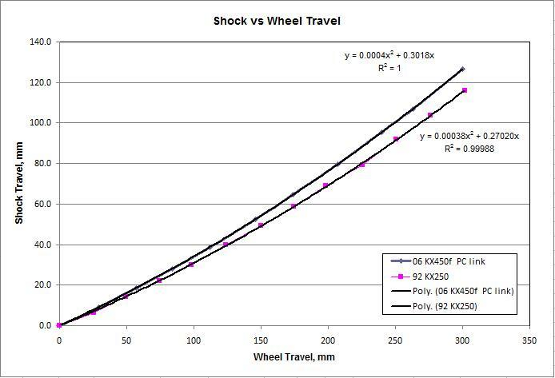 Shock vs Wheel Travel
140.0
120.0
100.0
80.0
60.0
40.0
20.0
0.0
Shock Travel, mm
y = 0.0004x² + 0.3018x
R² = 1
y = 0.00038x² + 0.27020x
R² = 0.99988
06 KX450f PC link
92 KX250
Poly. (06 KX450f PC link)
Poly. (92 KX250)
0 50 100 150 200 250 300 350
Wheel Travel, mm